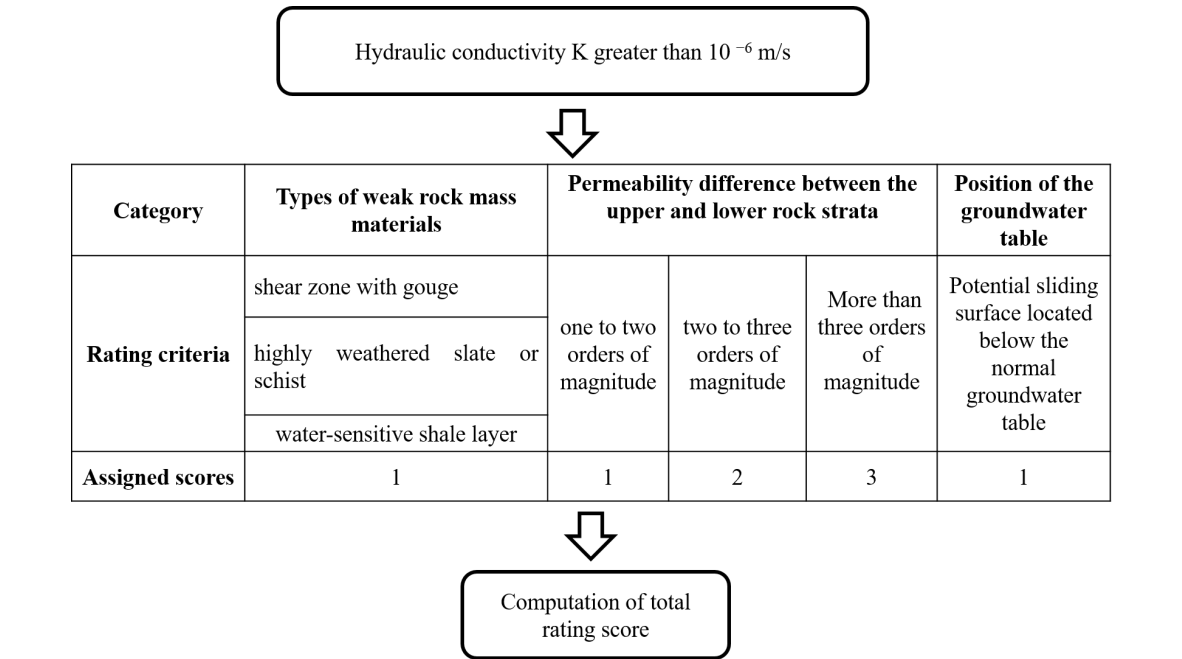 Hydraulic conductivity K greater than 10 ⁻⁶ m/s
Category
Types of weak rock mass
materials
Permeability difference between the
upper and lower rock strata
Position of the
groundwater
table
Rating criteria
shear zone with gouge
highly weathered slate or
schist
water-sensitive shale layer
one to two
orders of
magnitude
two to three
orders of
magnitude
More than
three orders
of
magnitude
Potential sliding
surface located
below the
normal
groundwater
table
Assigned scores
1
1
2
3
1
Computation of total
rating score